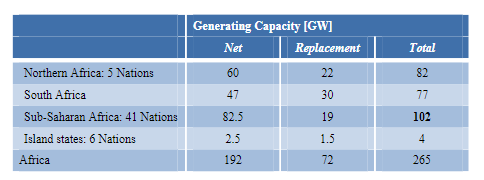 Generating Capacity [GW]
Net Replacement Total
Northern Africa: 5 Nations 60 22 82
South Africa 47 30 77
Sub-Saharan Africa: 41 Nations 82.5 19 102
Island states: 6 Nations 2.5 1.5 4
Africa 192 72 265